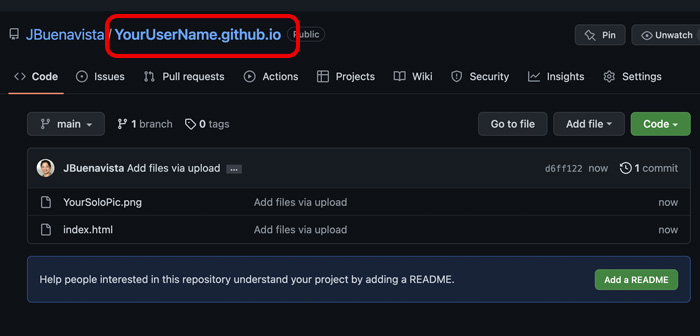 JBuenavista / YourUserName.github.io Public Pin Unwatch
Code Issues Pull requests Actions Projects Wiki Security Insights Settings
main 1 branch 0 tags Go to file Add file Code
JBuenavista Add files via upload ... d6ff122 now 1 commit
YourSoloPic.png Add files via upload now
index.html Add files via upload now
Help people interested in this repository understand your project by adding a README. Add a README